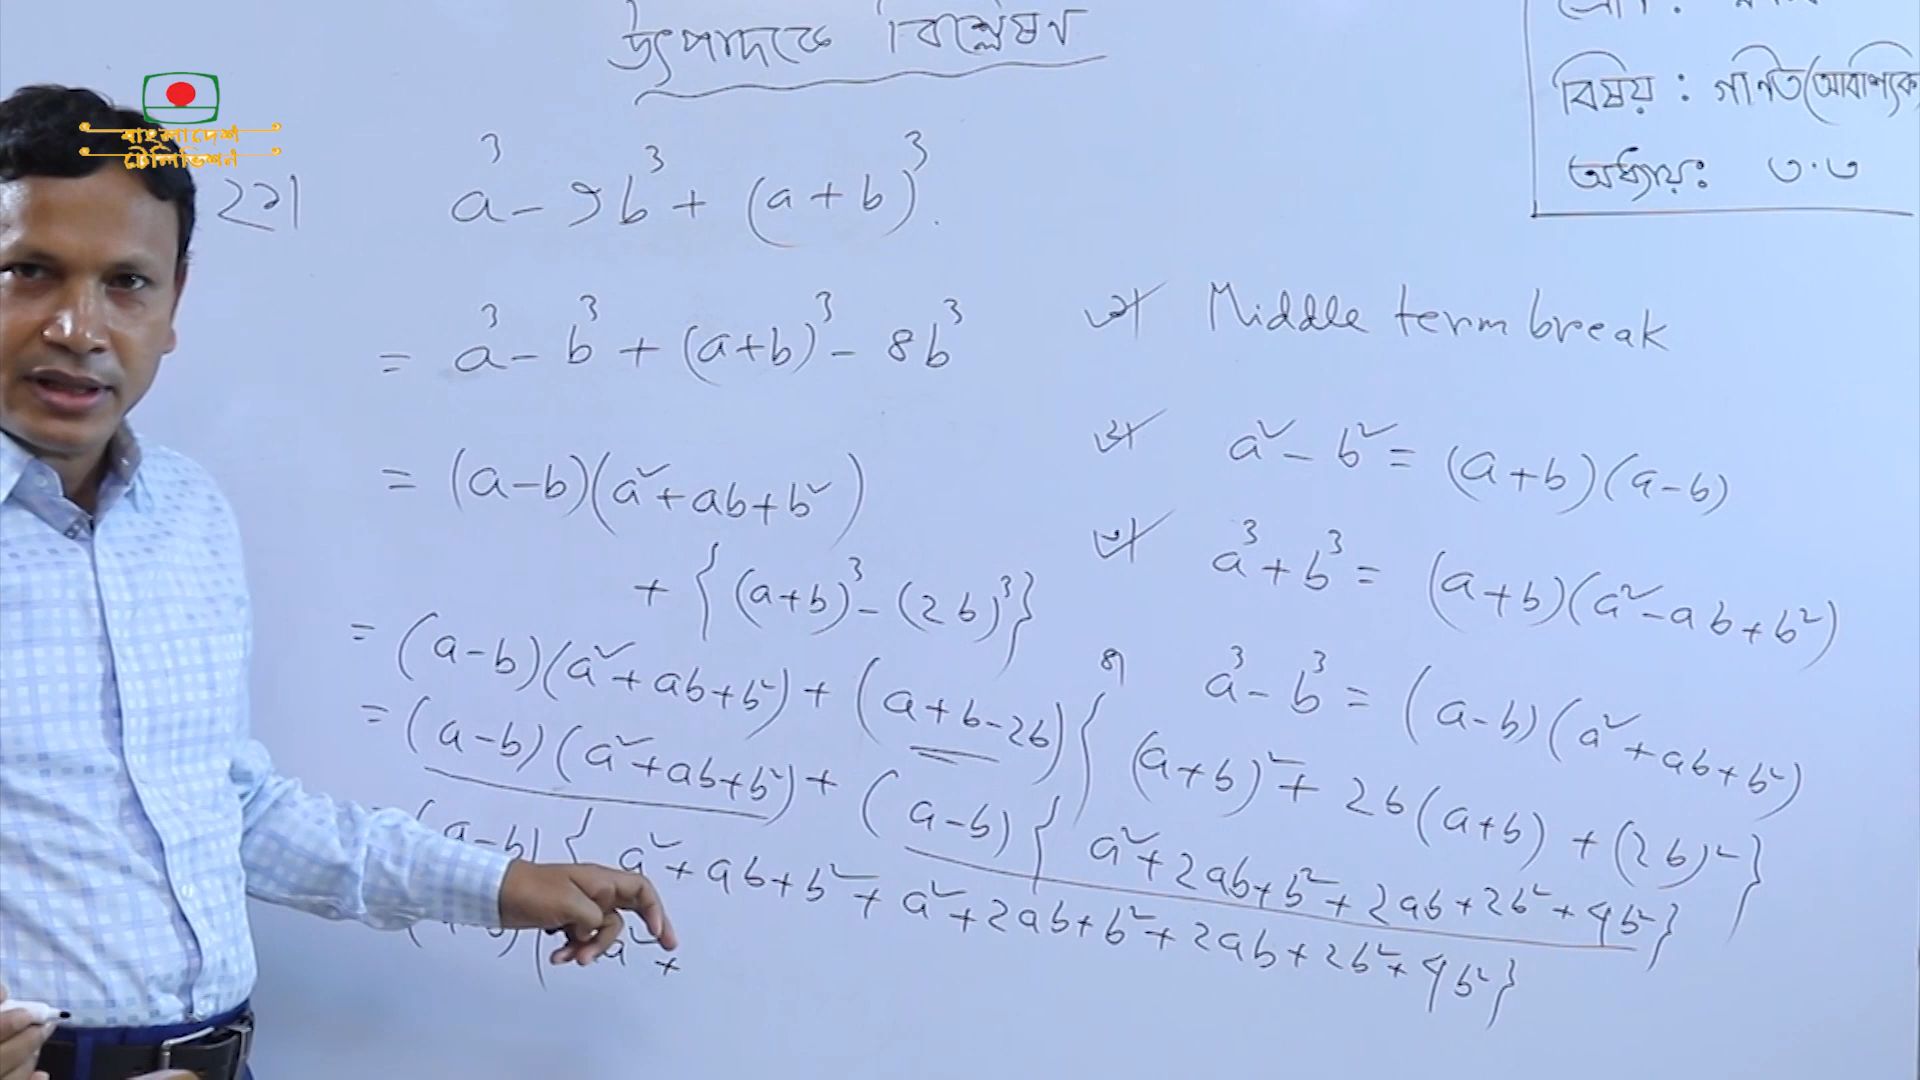 উৎপাদকে বিশ্লেষণ
বিষয় : গণিত(আবশ্যিক
অধ্যায়ঃ ৩.৩
বাংলাদেশ
টেলিভিশন
২২। a³ - 9b³ + (a+b)³.
= a³ - b³ + (a+b)³ - 8b³
= (a-b)(a²+ab+b²)
+ {(a+b)³ - (2b)³}
= (a-b)(a²+ab+b²) + (a+b-2b){(a+b)²+ 2b(a+b) + (2b)²}
= (a-b)(a²+ab+b²) + (a-b){a²+2ab+b²+2ab+2b²+4b²}
= (a-b){a²+ab+b²+a²+2ab+b²+2ab+2b²+4b²}
a²+
Middle term break
a² - b² = (a+b)(a-b)
৩। a³+b³ = (a+b)(a²-ab+b²)
৪। a³-b³ = (a-b)(a²+ab+b²)